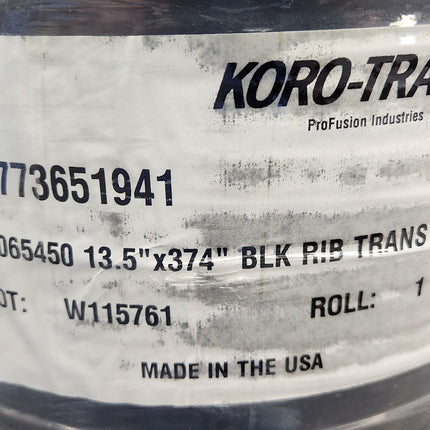 KORO-TRA
ProFusion Industries
773651941
065450 13.5"x374" BLK RIB TRANS
OT: W115761 ROLL: 1
MADE IN THE USA